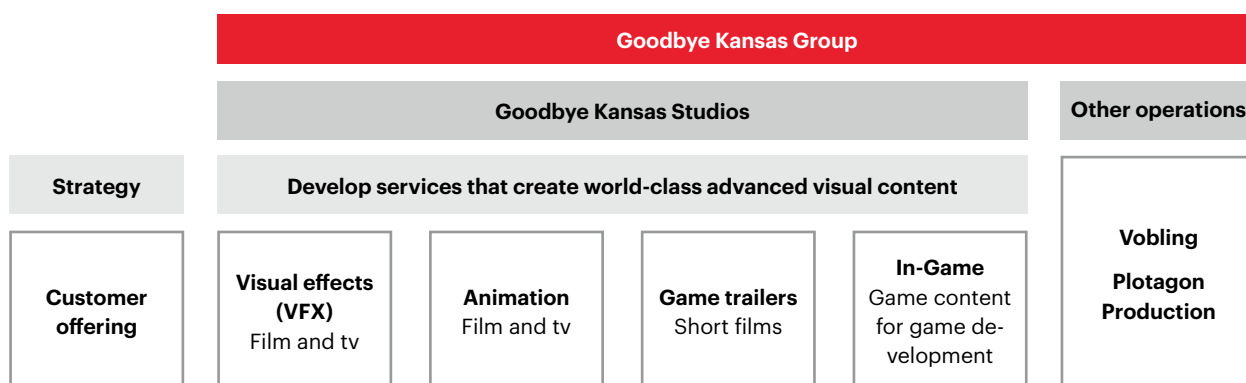 Goodbye Kansas Group
Goodbye Kansas Studios
Other operations
Strategy
Develop services that create world-class advanced visual content
Customer
offering
Visual effects
(VFX)
Film and tv
Animation
Film and tv
Game trailers
Short films
In-Game
Game content
for game de-
velopment
Vobling
Plotagon
Production